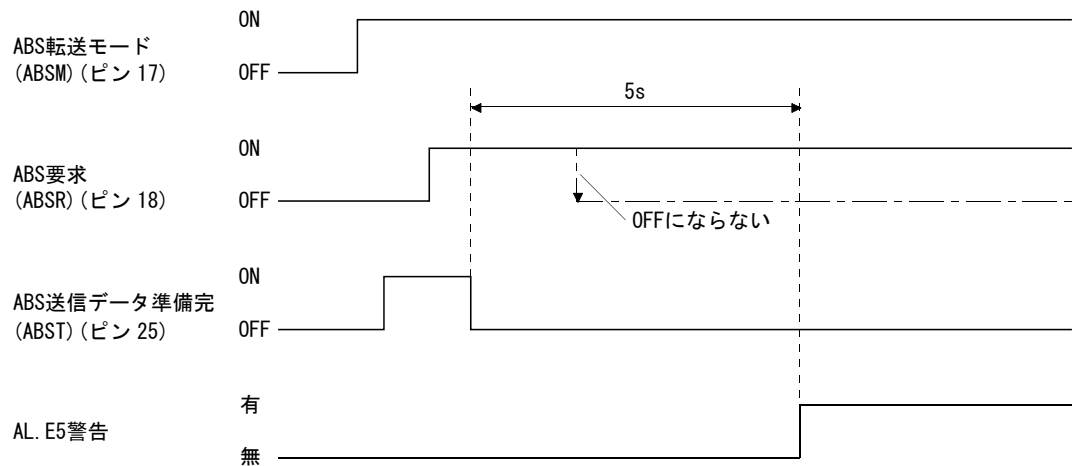 ON
ABS転送モード
(ABSM)(ピン 17)
OFF
5s
ON
ABS要求
(ABSR)(ピン 18)
OFF
OFFにならない
ON
ABS送信データ準備完
(ABST)(ピン 25)
OFF
有
AL.E5警告
無